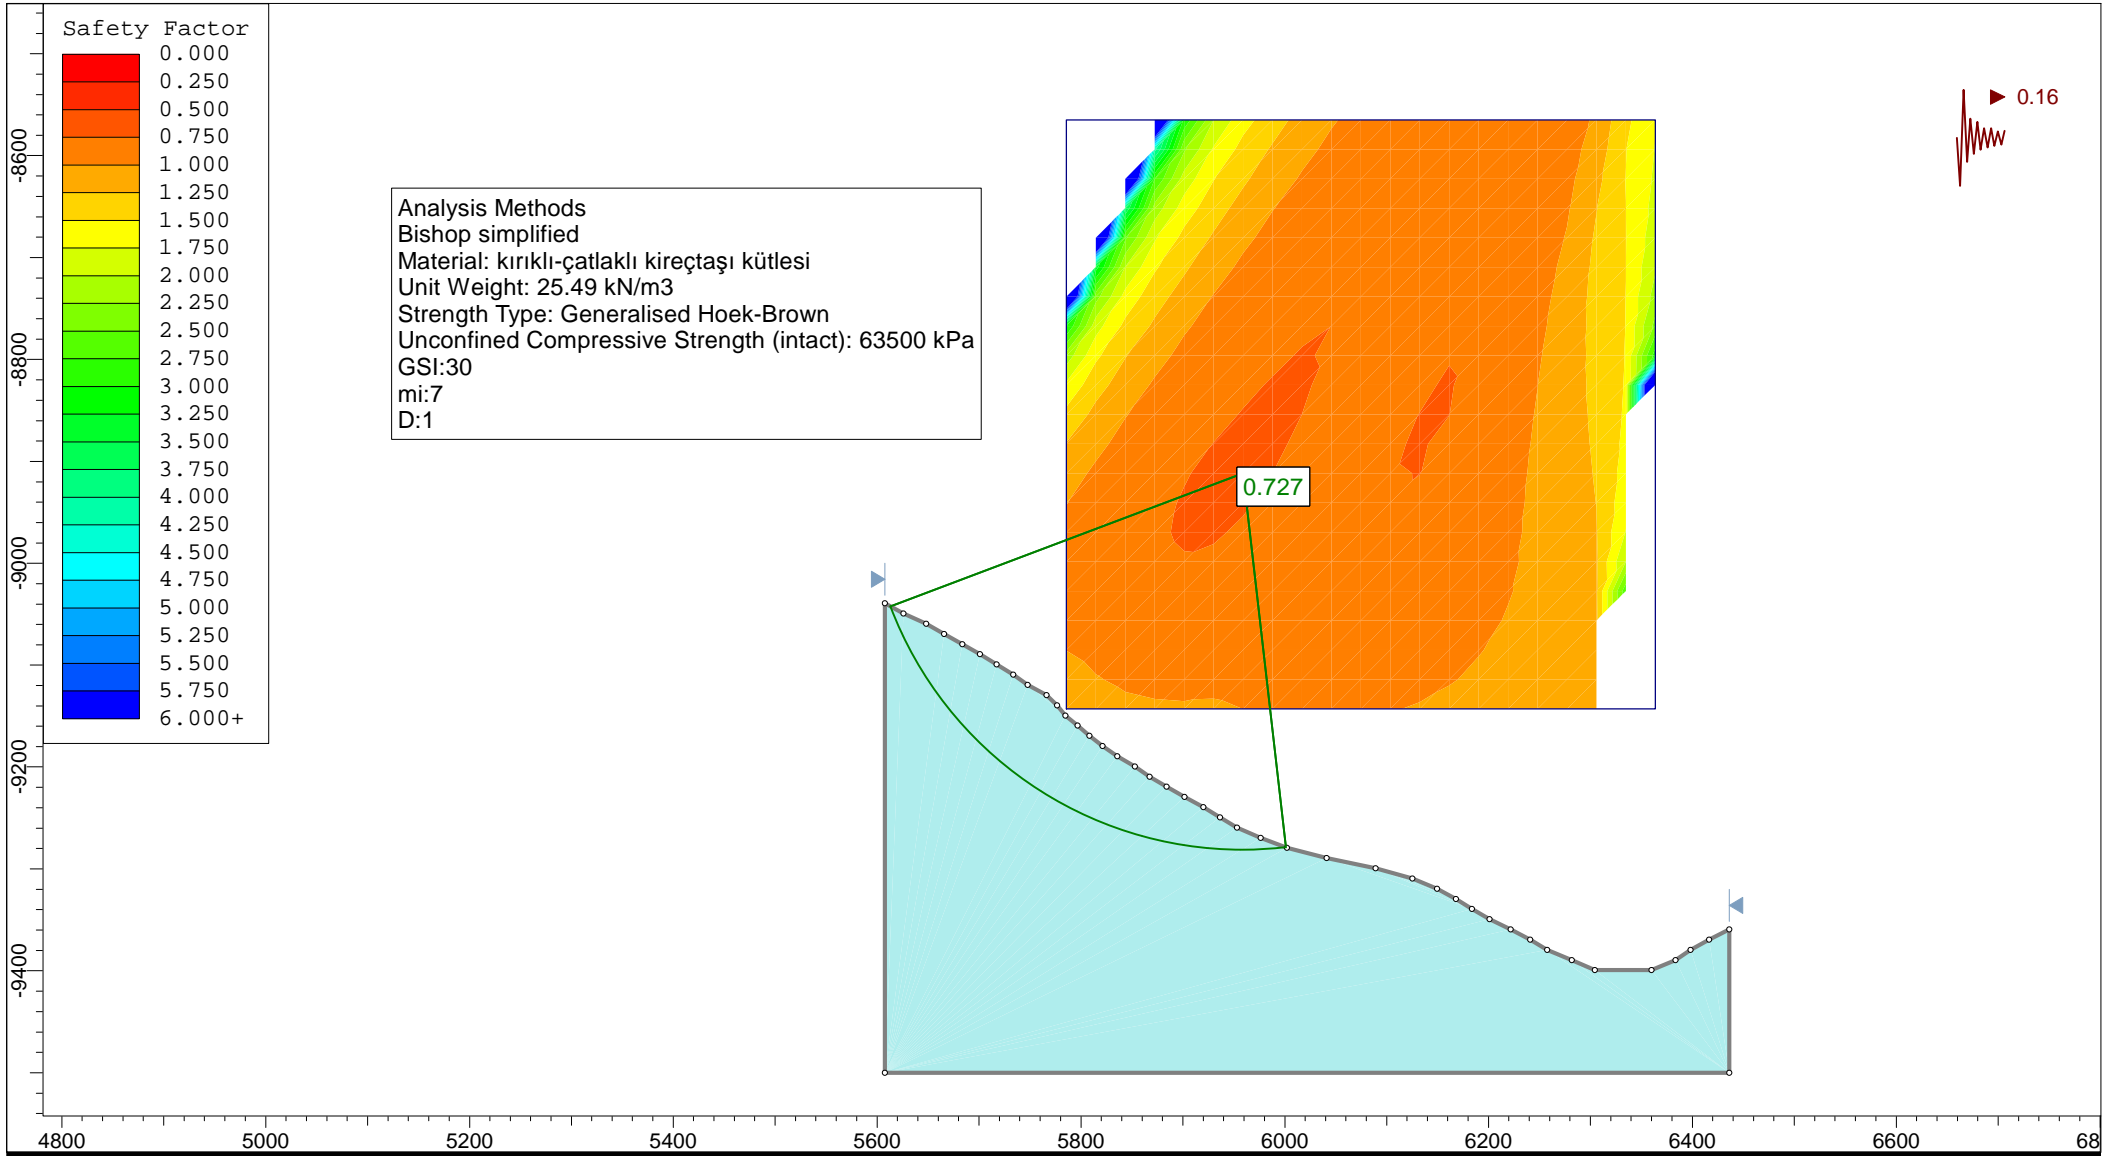 Safety Factor
0.000
0.250
0.500
0.750
1.000
1.250
1.500
1.750
2.000
2.250
2.500
2.750
3.000
3.250
3.500
3.750
4.000
4.250
4.500
4.750
5.000
5.250
5.500
5.750
6.000+
Analysis Methods
Bishop simplified
Material: kırıklı-çatlaklı kireçtaşı kütlesi
Unit Weight: 25.49 kN/m3
Strength Type: Generalised Hoek-Brown
Unconfined Compressive Strength (intact): 63500 kPa
GSI:30
mi:7
D:1
0.16
0.727
-8600
-8800
-9000
-9200
-9400
4800 5000 5200 5400 5600 5800 6000 6200 6400 6600 68